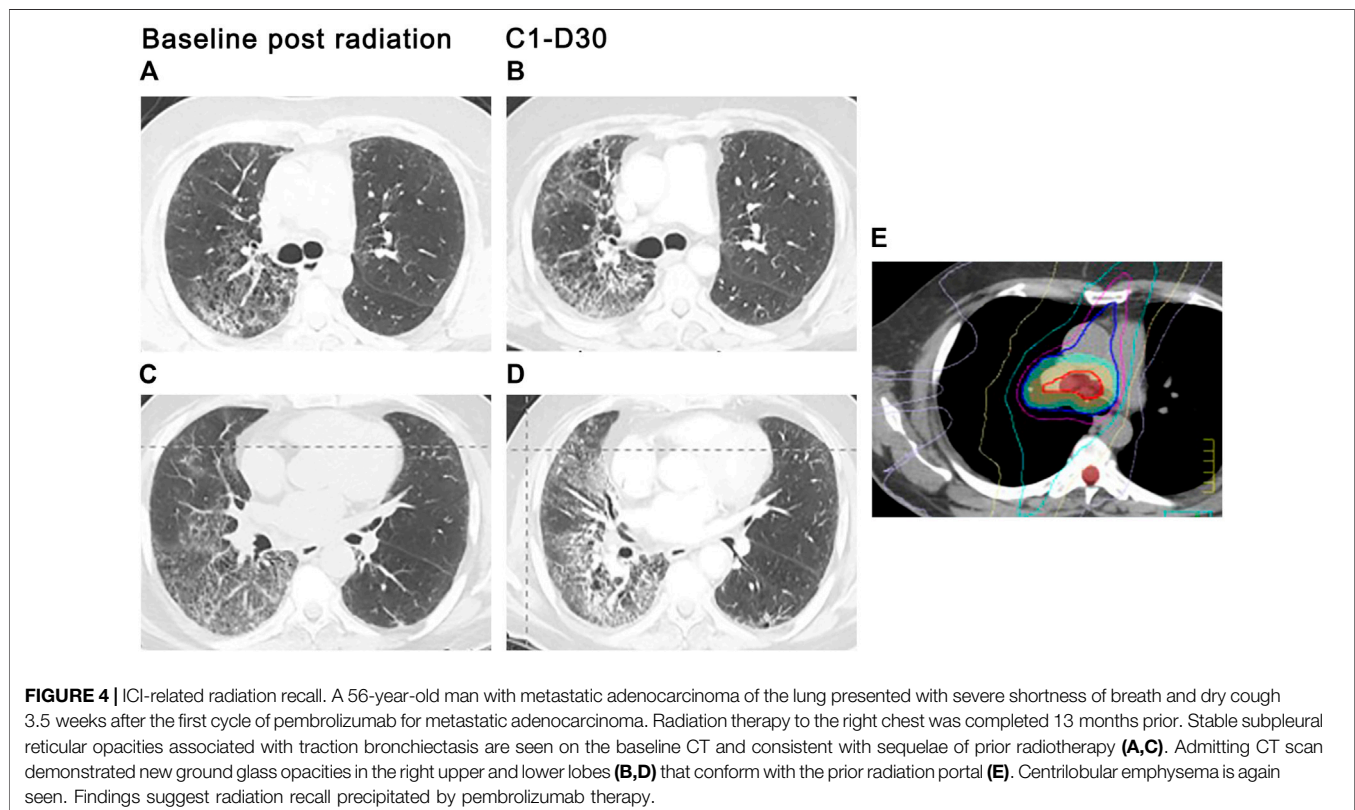 Baseline post radiation
C1-D30
A
B
E
C
D
FIGURE 4 | ICI-related radiation recall. A 56-year-old man with metastatic adenocarcinoma of the lung presented with severe shortness of breath and dry cough
3.5 weeks after the first cycle of pembrolizumab for metastatic adenocarcinoma. Radiation therapy to the right chest was completed 13 months prior. Stable subpleural
reticular opacities associated with traction bronchiectasis are seen on the baseline CT and consistent with sequelae of prior radiotherapy (A,C). Admitting CT scan
demonstrated new ground glass opacities in the right upper and lower lobes (B,D) that conform with the prior radiation portal (E). Centrilobular emphysema is again
seen. Findings suggest radiation recall precipitated by pembrolizumab therapy.